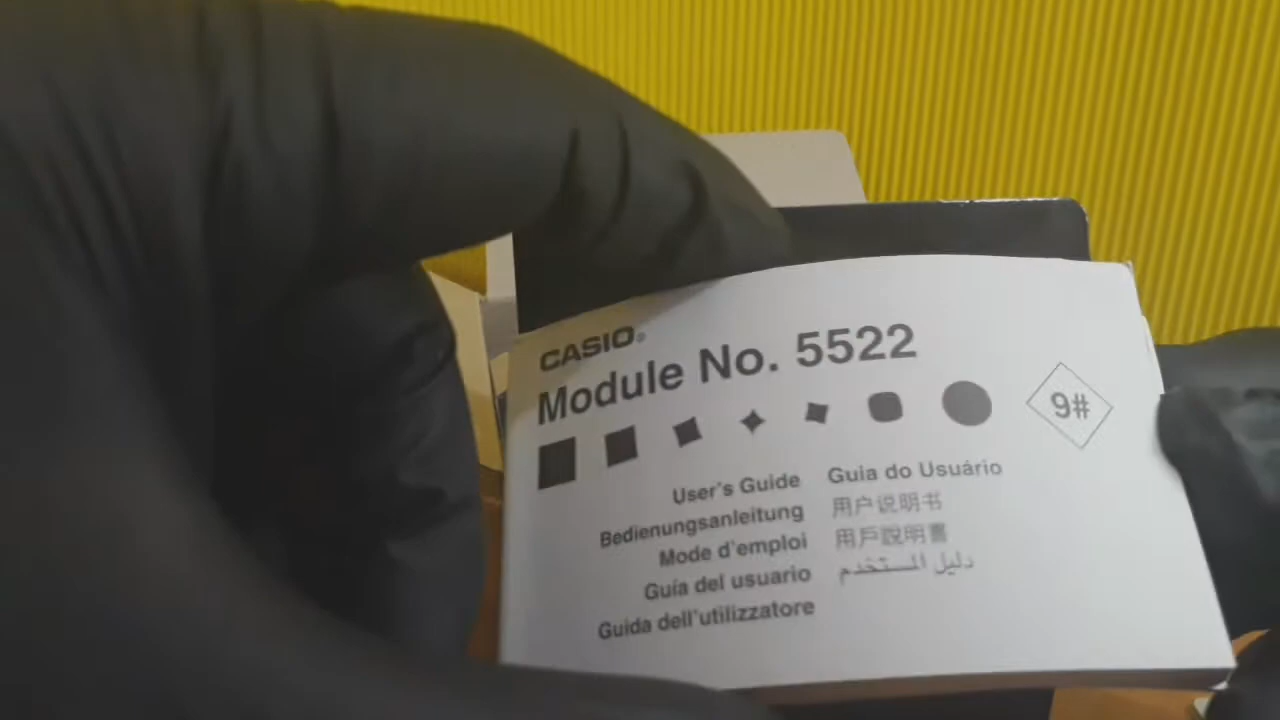 CASIO®
Module No. 5522
9#
User's Guide
Bedienungsanleitung
Mode d'emploi
Guía del usuario
Guida dell'utilizzatore
Guia do Usuário
用户说明书
用戶說明書
دليل المستخدم